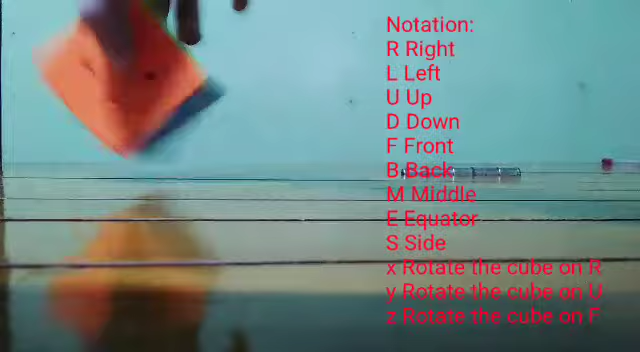 Notation:
R Right
L Left
U Up
D Down
F Front
B Back
M Middle
E Equator
S Side
x Rotate the cube on R
y Rotate the cube on U
z Rotate the cube on F